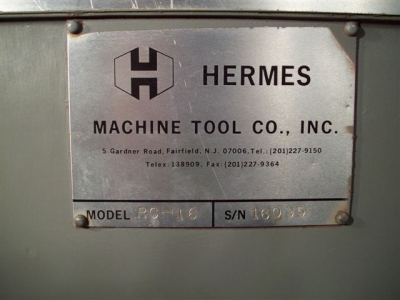 HERMES
MACHINE TOOL CO., INC.
5 Gardner Road, Fairfield, N.J. 07006, Tel.: (201)227-9150
Telex: 138909, Fax: (201)227-9364
MODEL S/N